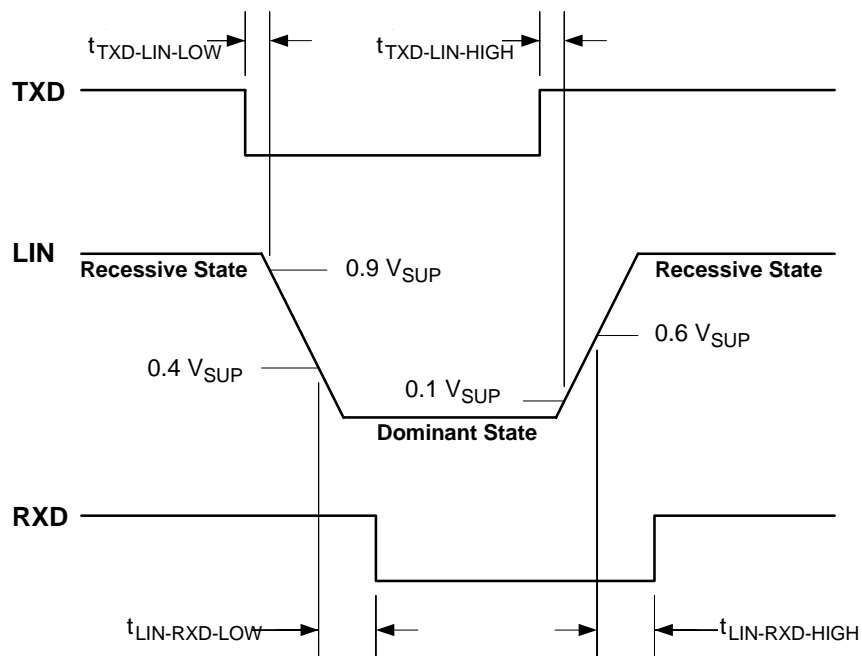 tTXD-LIN-LOW
tTXD-LIN-HIGH
TXD
LIN
Recessive State
0.9 VSUP
Recessive State
0.6 VSUP
0.4 VSUP
0.1 VSUP
Dominant State
RXD
tLIN-RXD-LOW
tLIN-RXD-HIGH